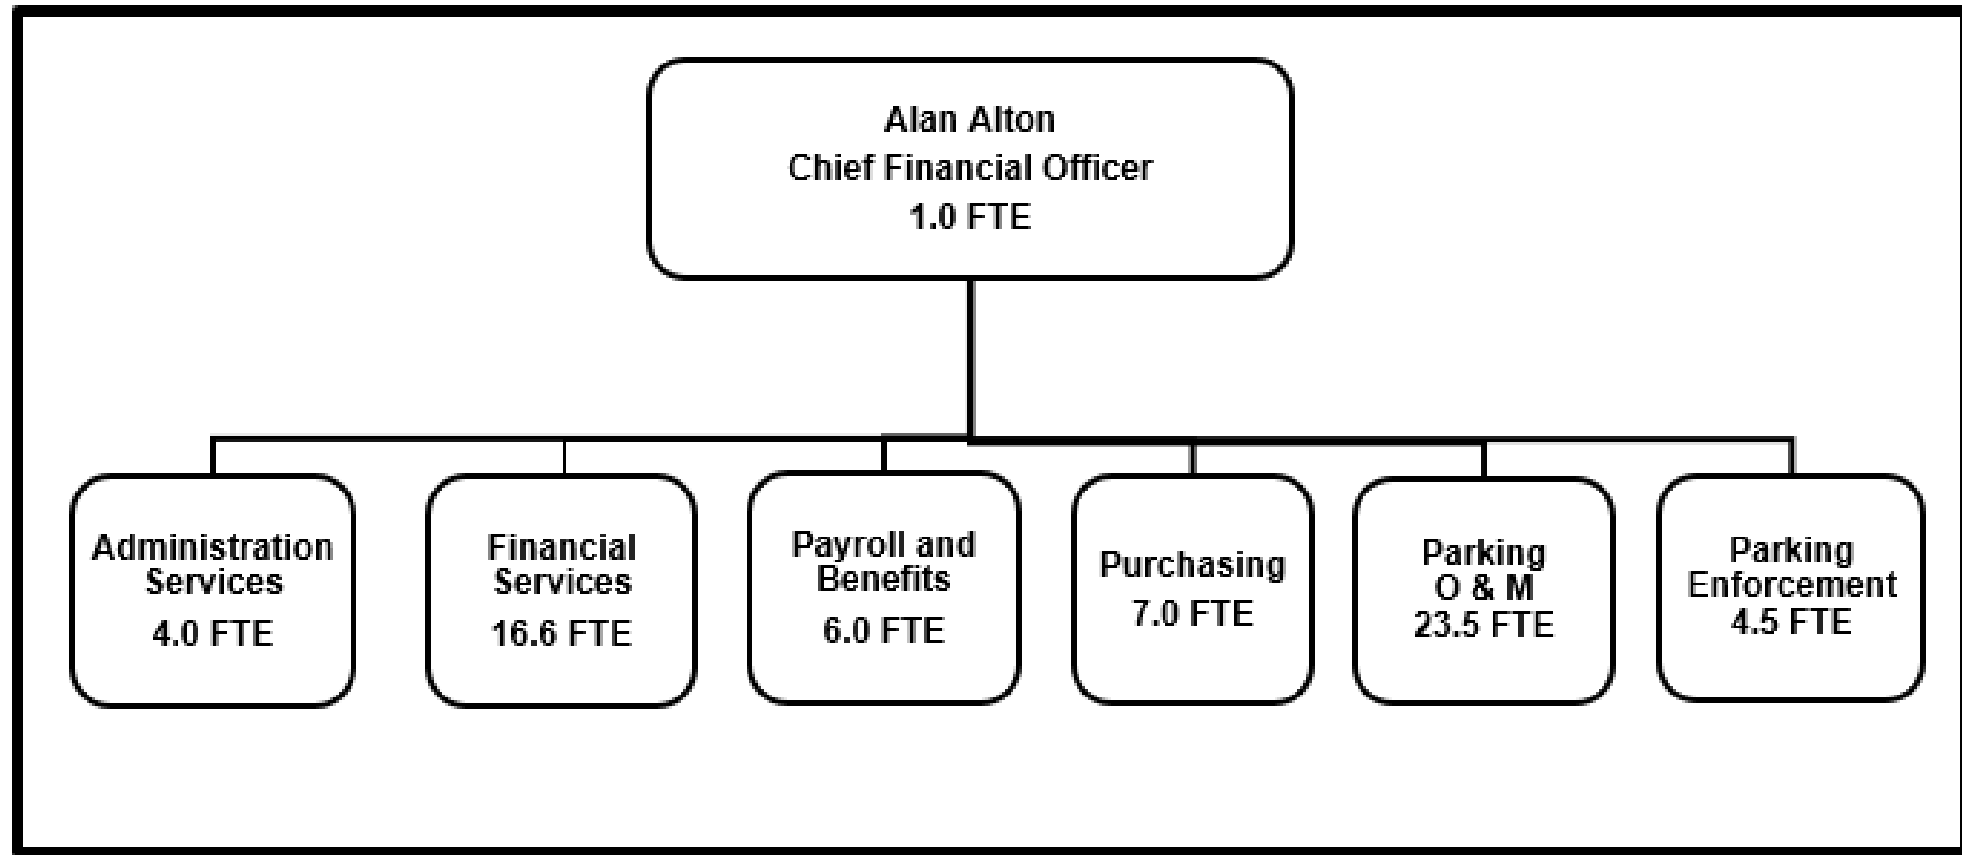 Alan Alton
Chief Financial Officer
1.0 FTE
Administration
Services
4.0 FTE
Financial
Services
16.6 FTE
Payroll and
Benefits
6.0 FTE
Purchasing
7.0 FTE
Parking
O & M
23.5 FTE
Parking
Enforcement
4.5 FTE